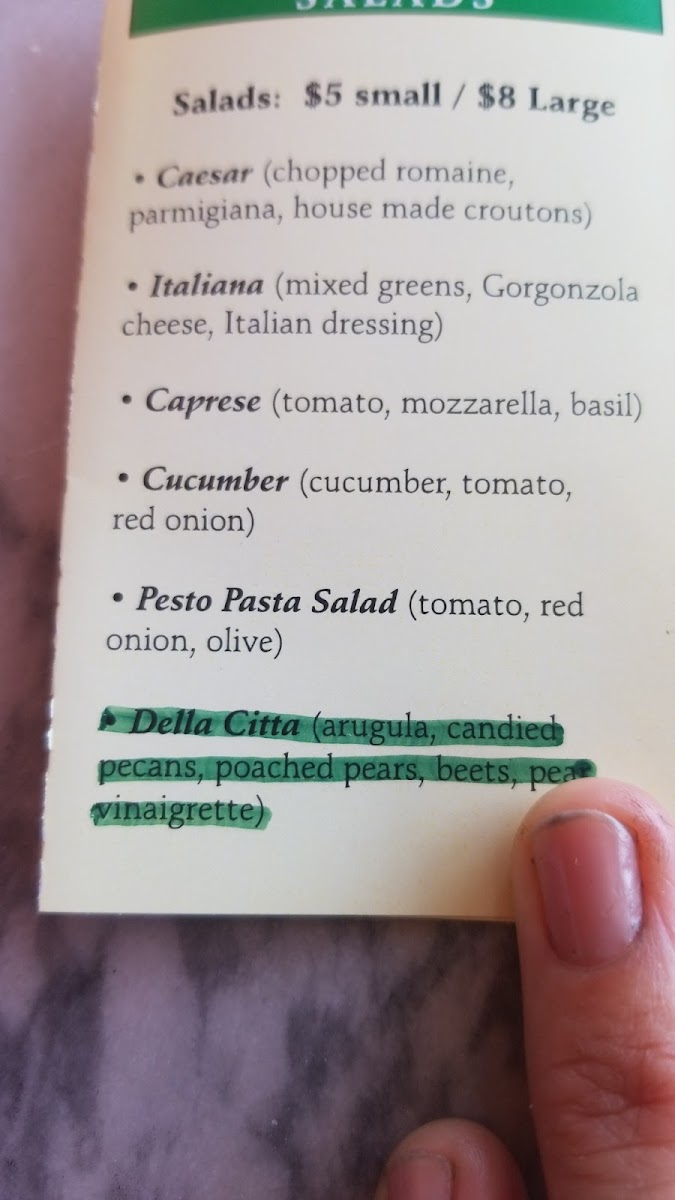 SALADS
Salads: $5 small / $8 Large
• Caesar (chopped romaine,
parmigiana, house made croutons)
• Italiana (mixed greens, Gorgonzola
cheese, Italian dressing)
• Caprese (tomato, mozzarella, basil)
• Cucumber (cucumber, tomato,
red onion)
• Pesto Pasta Salad (tomato, red
onion, olive)
• Della Citta (arugula, candied
pecans, poached pears, beets, pear
vinaigrette)